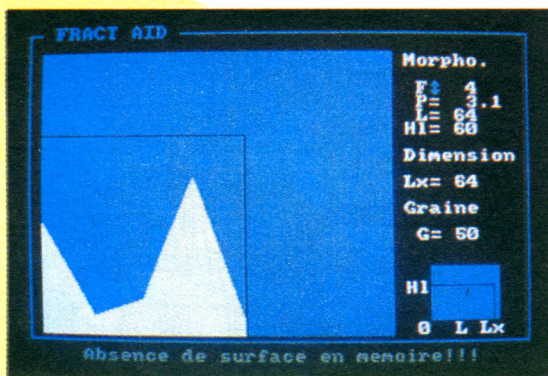 FRACT AID
Morpho.
F↕ 4
P= 3.1
L= 64
Hl= 60
Dimension
Lx= 64
Graine
G= 50
Hl
0 L Lx
Absence de surface en memoire!!!